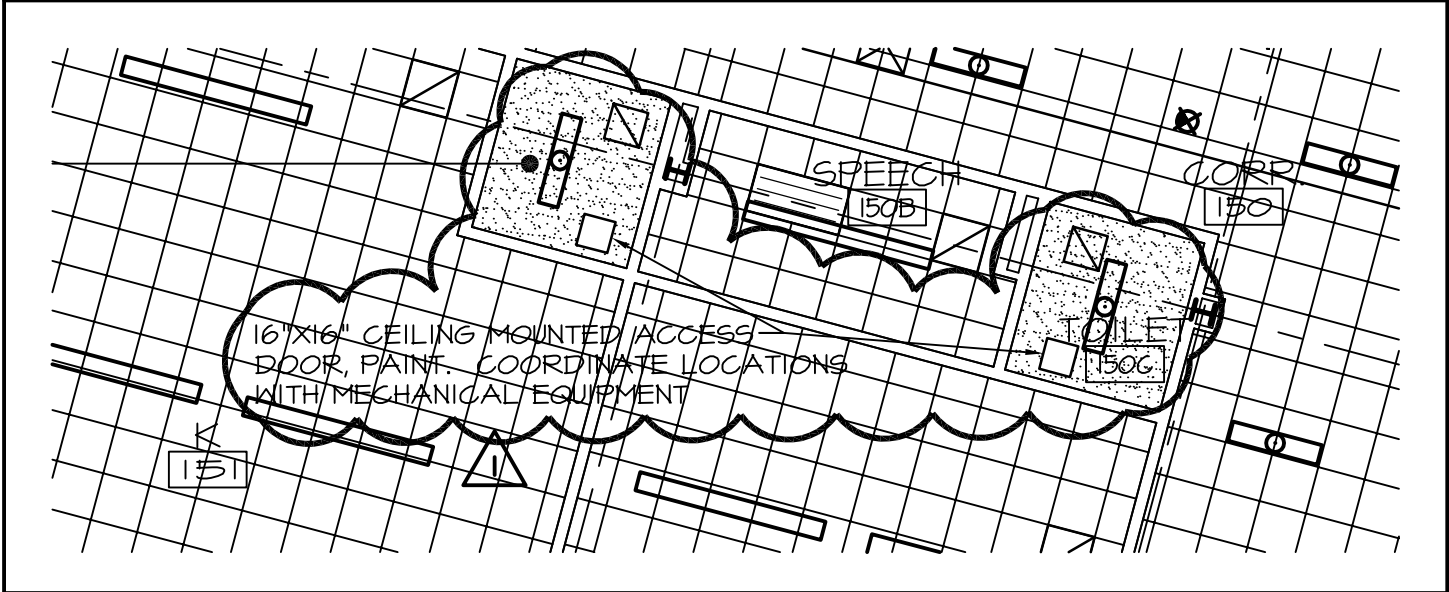 SPEECH
150B
CORR.
150
16"X16" CEILING MOUNTED ACCESS
DOOR, PAINT. COORDINATE LOCATIONS
WITH MECHANICAL EQUIPMENT
TOILET
150C
K
151
1